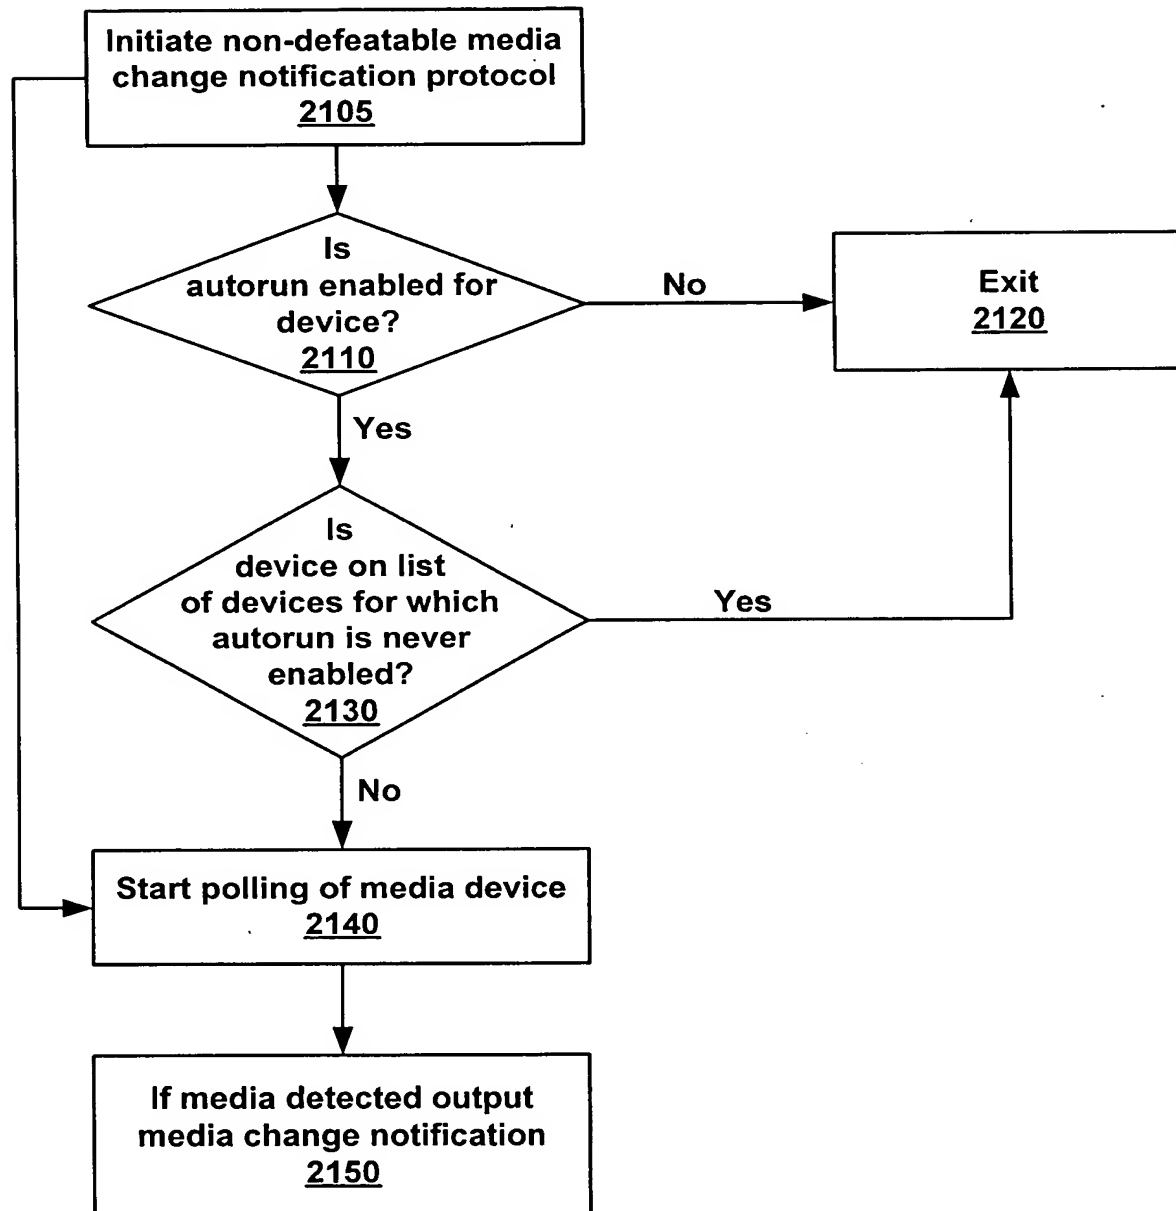 Initiate non-defeatable media
change notification protocol
2105
Is
autorun enabled for
device?
2110
No
Exit
2120
Yes
Is
device on list
of devices for which
autorun is never
enabled?
2130
Yes
No
Start polling of media device
2140
If media detected output
media change notification
2150